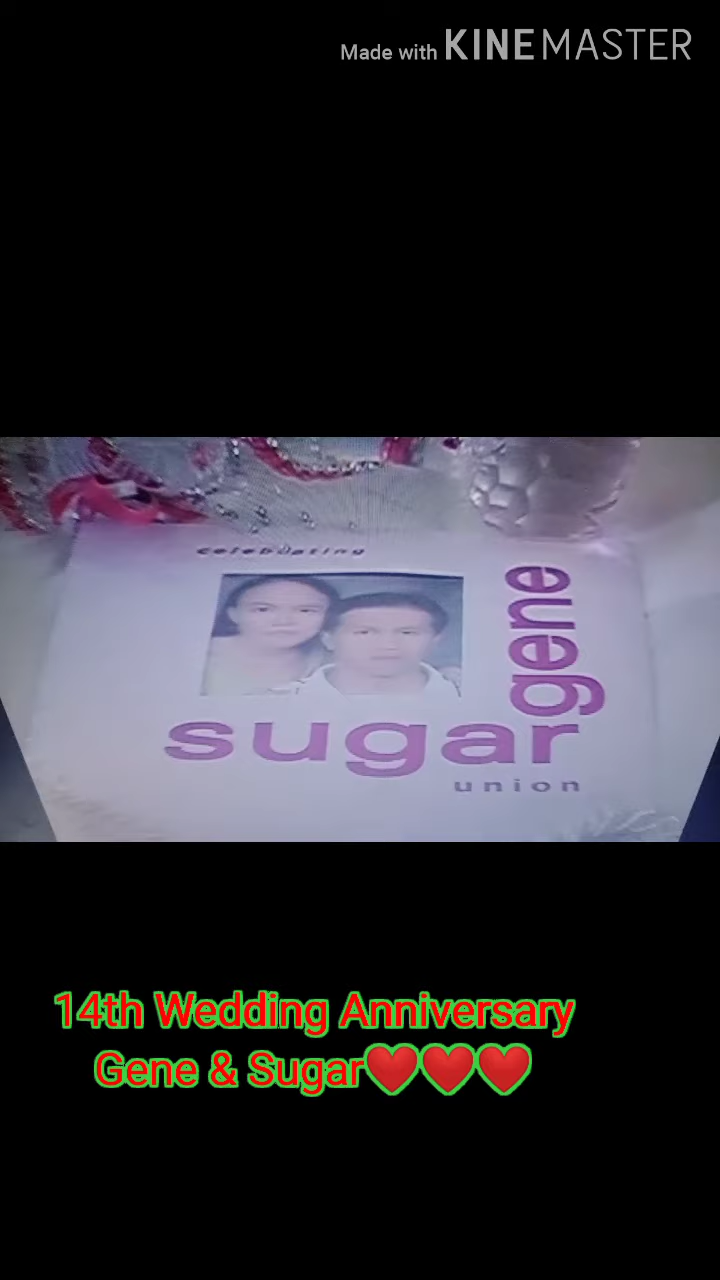 Made with KINEMASTER
celebrating
gene
sugar
union
14th Wedding Anniversary
Gene & Sugar❤️❤️❤️